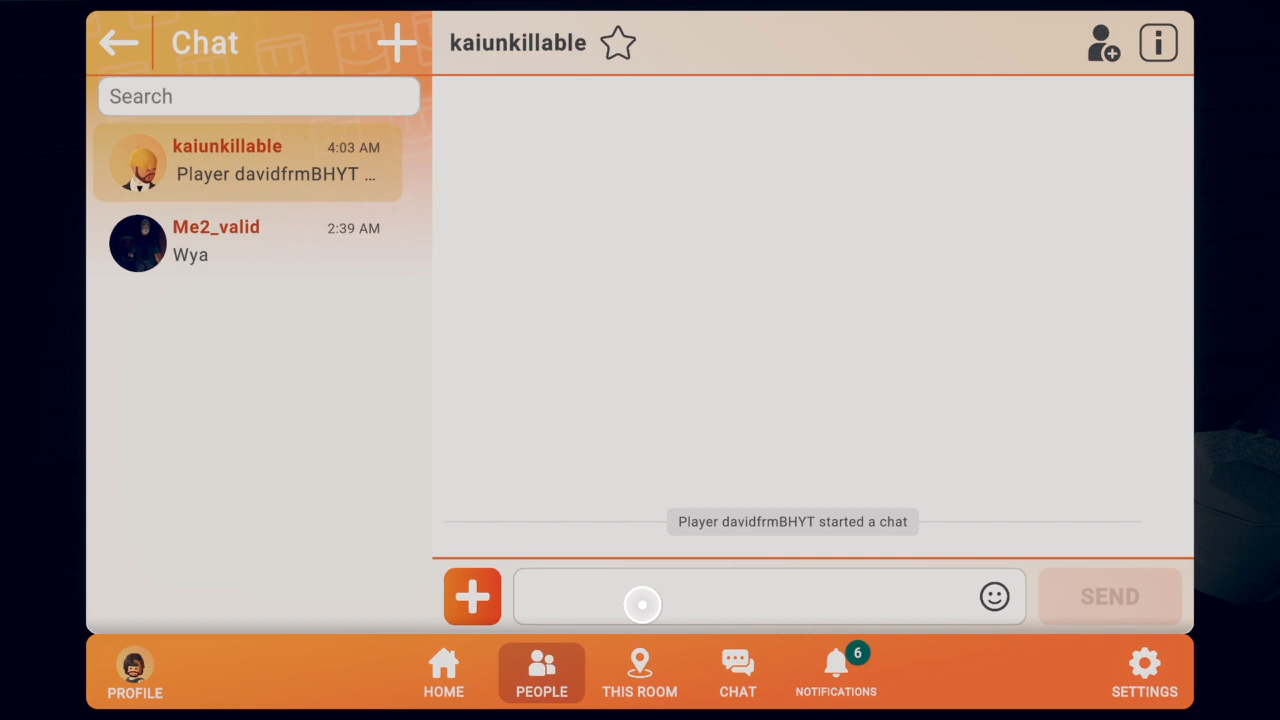 Chat
kaiunkillable
Search
kaiunkillable 4:03 AM
Player davidfrmBHYT ...
Me2_valid 2:39 AM
Wya
Player davidfrmBHYT started a chat
SEND
PROFILE
HOME
PEOPLE
THIS ROOM
CHAT
6
NOTIFICATIONS
SETTINGS